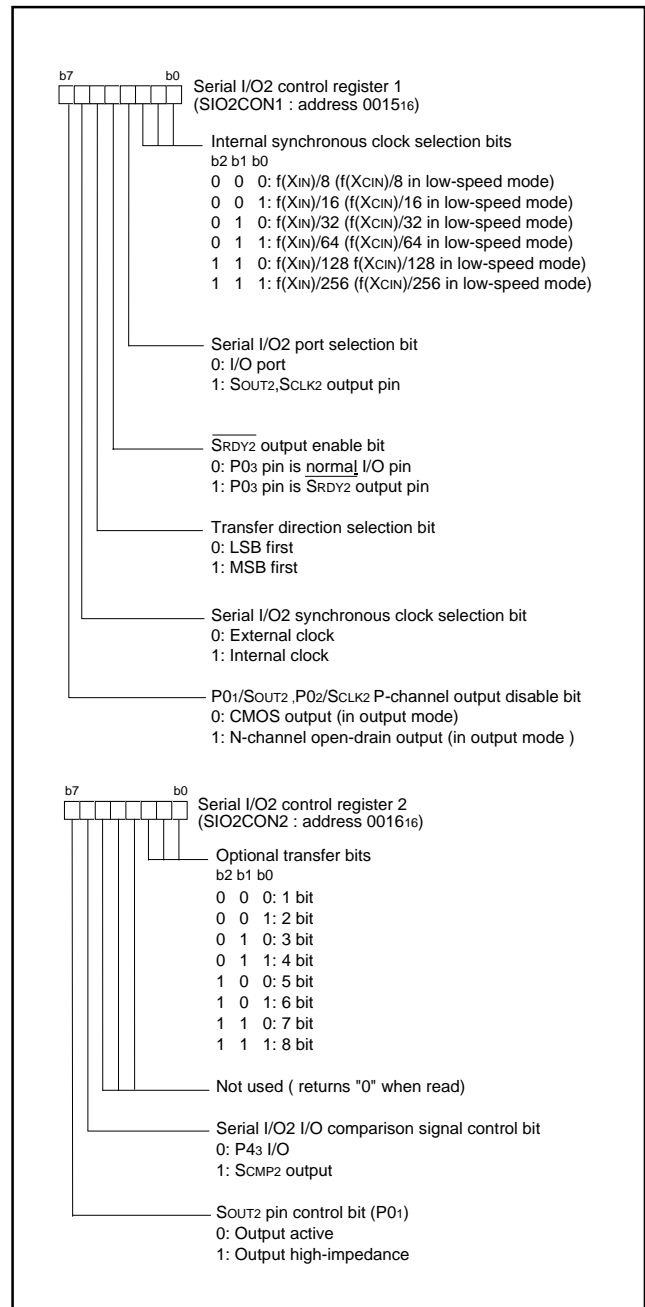 b7 b0
Serial I/O2 control register 1
(SIO2CON1 : address 001516)
Internal synchronous clock selection bits
b2 b1 b0
0 0 0: f(XIN)/8 (f(XCIN)/8 in low-speed mode)
0 0 1: f(XIN)/16 (f(XCIN)/16 in low-speed mode)
0 1 0: f(XIN)/32 (f(XCIN)/32 in low-speed mode)
0 1 1: f(XIN)/64 (f(XCIN)/64 in low-speed mode)
1 1 0: f(XIN)/128 f(XCIN)/128 in low-speed mode)
1 1 1: f(XIN)/256 (f(XCIN)/256 in low-speed mode)
Serial I/O2 port selection bit
0: I/O port
1: SOUT2,SCLK2 output pin
SRDY2 output enable bit
0: P03 pin is normal I/O pin
1: P03 pin is SRDY2 output pin
Transfer direction selection bit
0: LSB first
1: MSB first
Serial I/O2 synchronous clock selection bit
0: External clock
1: Internal clock
P01/SOUT2 ,P02/SCLK2 P-channel output disable bit
0: CMOS output (in output mode)
1: N-channel open-drain output (in output mode )
b7 b0
Serial I/O2 control register 2
(SIO2CON2 : address 001616)
Optional transfer bits
b2 b1 b0
0 0 0: 1 bit
0 0 1: 2 bit
0 1 0: 3 bit
0 1 1: 4 bit
1 0 0: 5 bit
1 0 1: 6 bit
1 1 0: 7 bit
1 1 1: 8 bit
Not used ( returns "0" when read)
Serial I/O2 I/O comparison signal control bit
0: P43 I/O
1: SCMP2 output
SOUT2 pin control bit (P01)
0: Output active
1: Output high-impedance